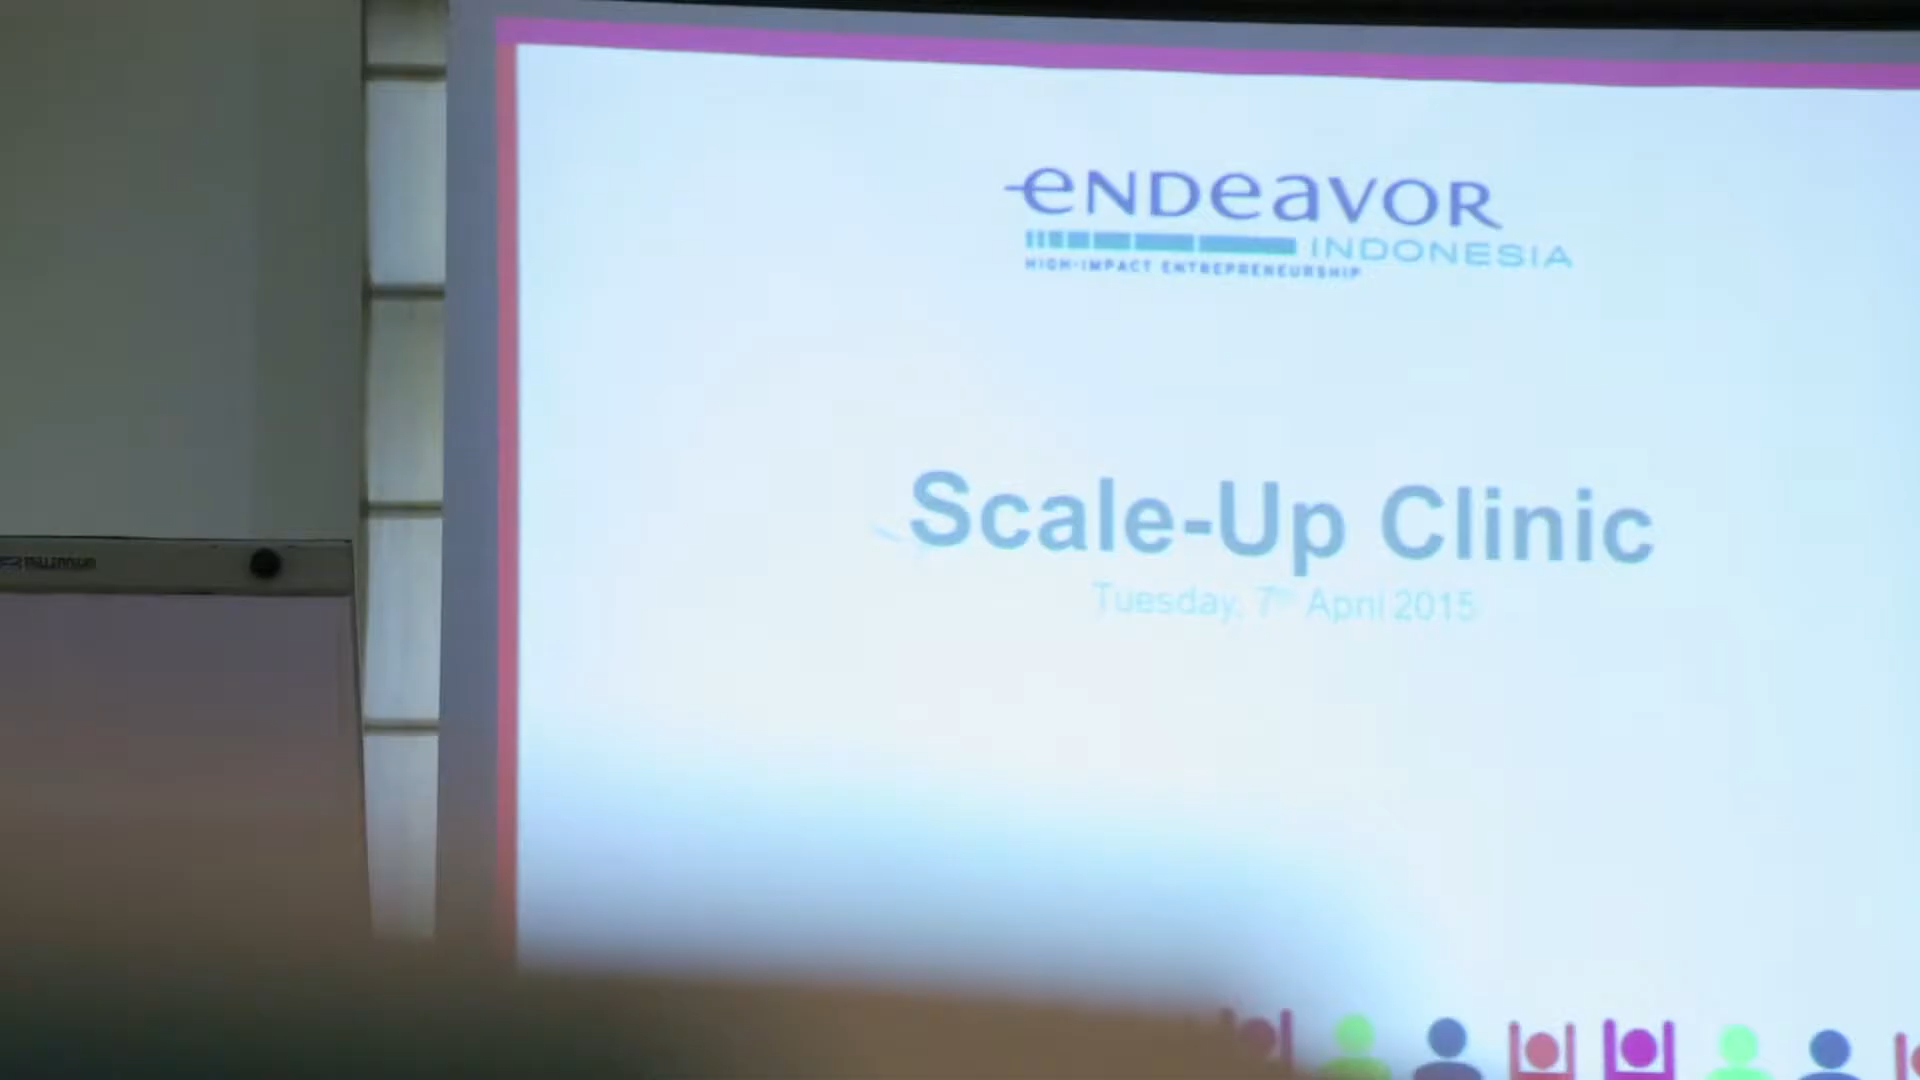 ENDeavOR
INDONESIA
HIGH-IMPACT ENTREPRENEURSHIP
Scale-Up Clinic
Tuesday, 7th April 2015